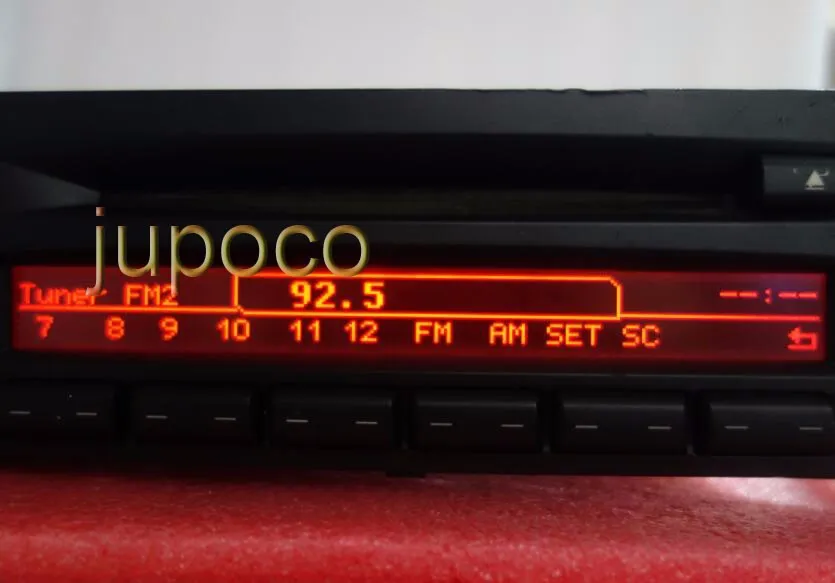 jupoco
Tuner FM2 92.5 --:--
7 8 9 10 11 12 FM AM SET SC